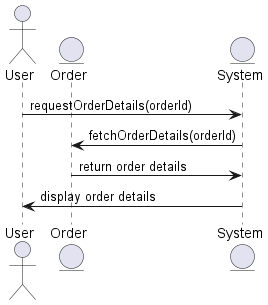 User Order System
requestOrderDetails(orderId)
fetchOrderDetails(orderId)
return order details
display order details
User Order System